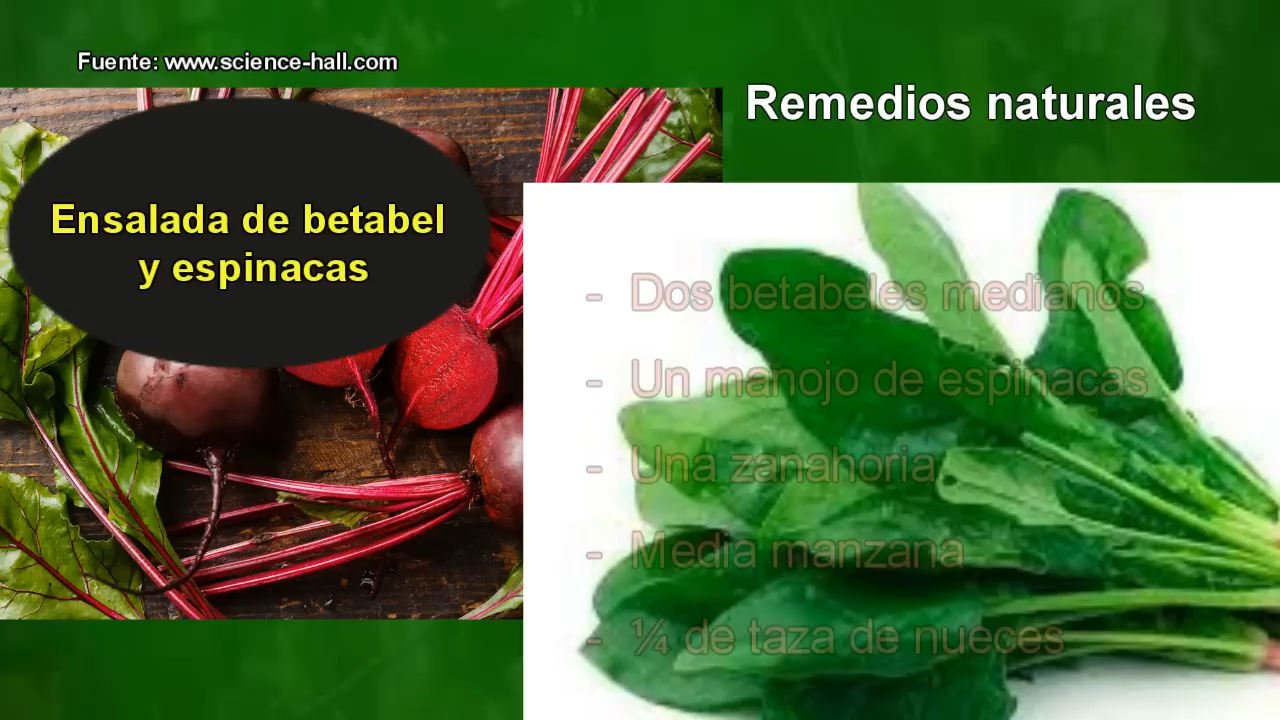 Fuente: www.science-hall.com
Remedios naturales
Ensalada de betabel
y espinacas
- Dos betabeles medianos
- Un manojo de espinacas
- Una zanahoria
- Media manzana
- ¼ de taza de nueces